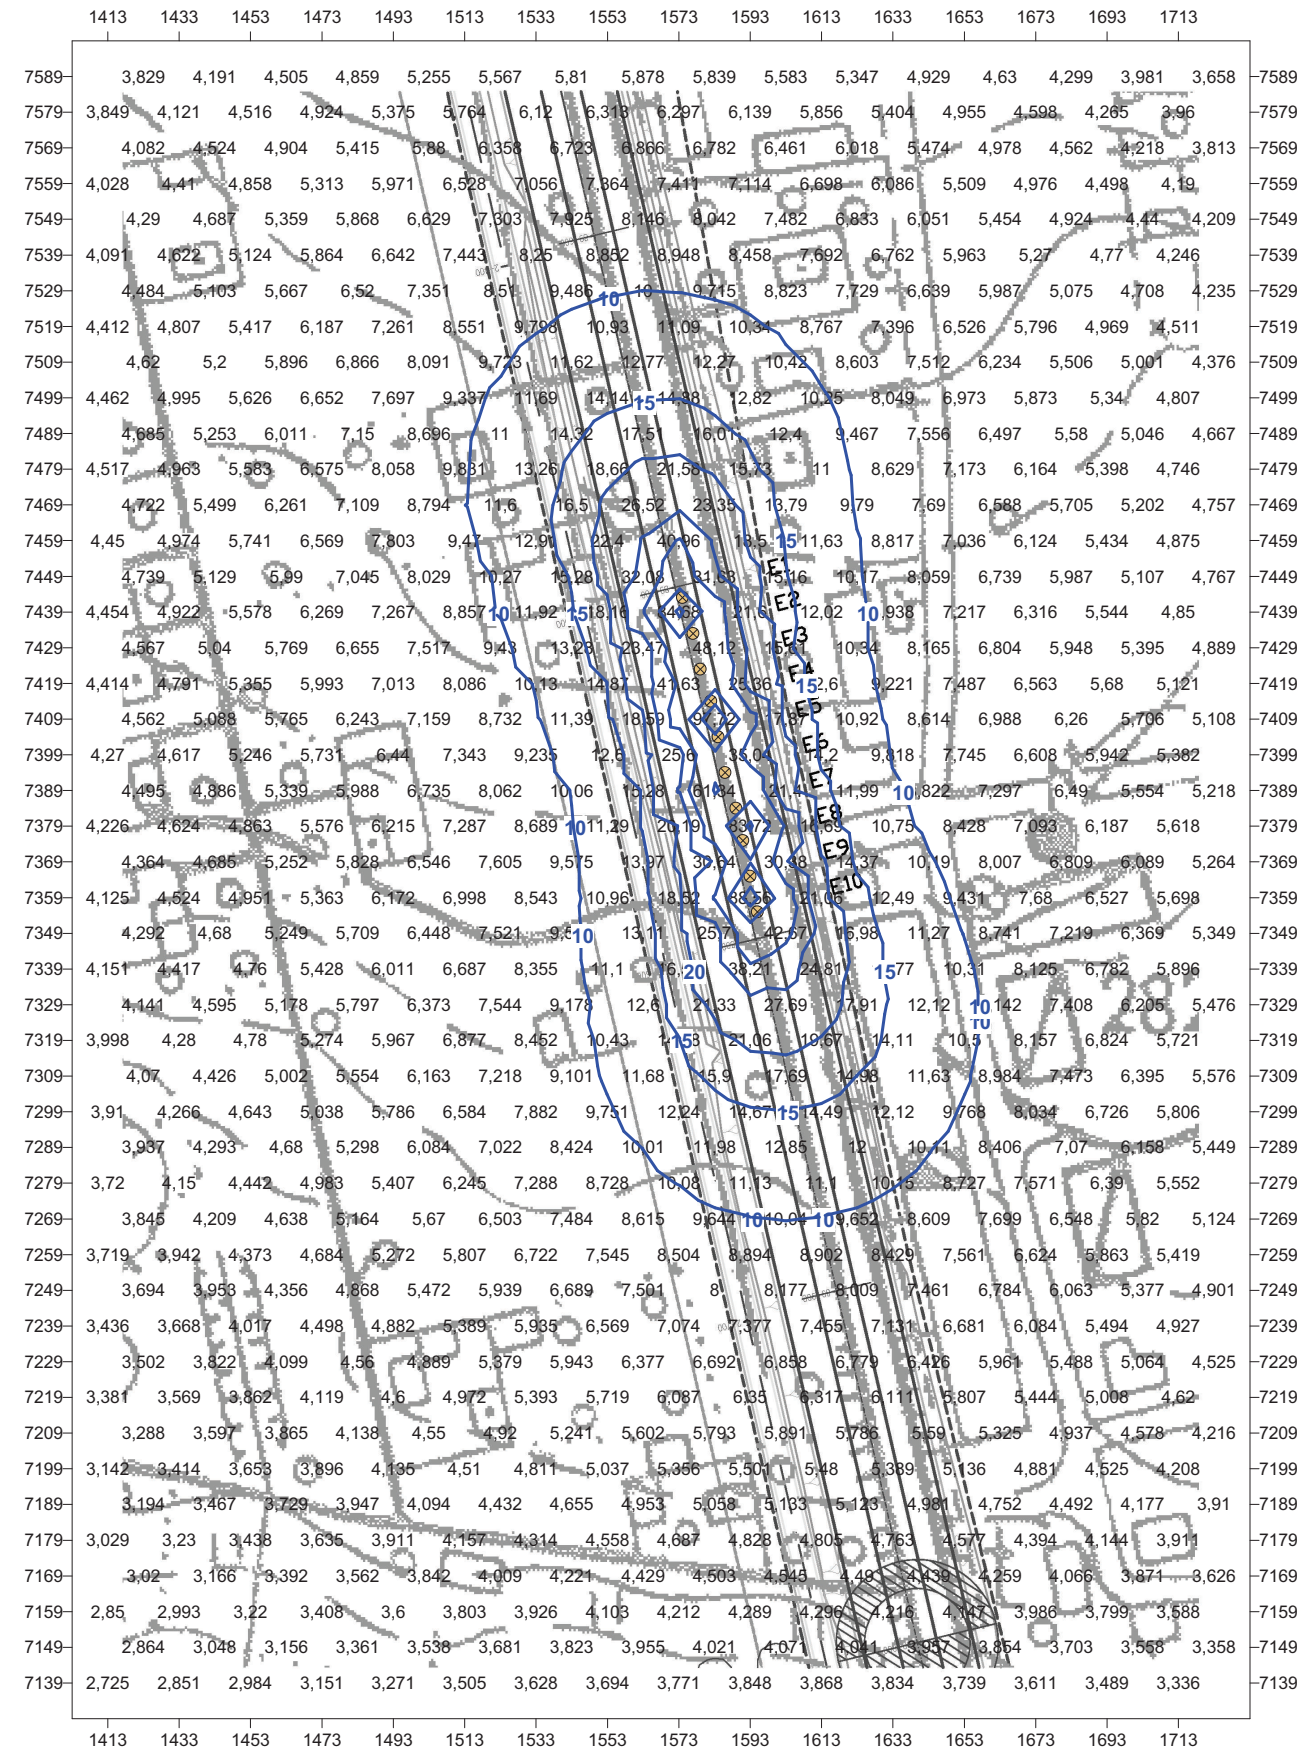 1413 1433 1453 1473 1493 1513 1533 1553 1573 1593 1613 1633 1653 1673 1693 1713
7589 3,829 4,191 4,505 4,859 5,255 5,567 5,81 5,878 5,839 5,583 5,347 4,929 4,63 4,299 3,981 3,658 7589
7579 3,849 4,121 4,516 4,924 5,375 5,764 6,12 6,313 6,297 6,139 5,856 5,404 4,955 4,598 4,265 3,96 7579
7569 4,082 4,524 4,904 5,415 5,88 6,358 6,723 6,866 6,782 6,461 6,018 5,474 4,978 4,562 4,218 3,813 7569
7559 4,028 4,41 4,858 5,313 5,971 6,528 7,056 7,364 7,411 7,114 6,698 6,086 5,509 4,976 4,498 4,19 7559
7549 4,29 4,687 5,359 5,868 6,629 7,303 7,925 8,146 8,042 7,482 6,833 6,051 5,454 4,924 4,44 4,209 7549
7539 4,091 4,622 5,124 5,864 6,642 7,443 8,25 8,852 8,948 8,458 7,692 6,762 5,963 5,27 4,77 4,246 7539
7529 4,484 5,103 5,667 6,52 7,351 8,51 9,486 10 10 9,715 8,823 7,729 6,639 5,987 5,075 4,708 4,235 7529
7519 4,412 4,807 5,417 6,187 7,261 8,551 9,798 10,93 11,09 10,34 8,767 7,396 6,526 5,796 4,969 4,511 7519
7509 4,62 5,2 5,896 6,866 8,091 9,723 11,62 12,77 12,27 10,42 8,603 7,512 6,234 5,506 5,001 4,376 7509
7499 4,462 4,995 5,626 6,652 7,697 9,337 11,69 14,14 15 14,38 12,82 10,25 8,049 6,973 5,873 5,34 4,807 7499
7489 4,685 5,253 6,011 7,15 8,696 11 14,32 17,51 16,01 12,4 9,467 7,556 6,497 5,58 5,046 4,667 7489
7479 4,517 4,963 5,583 6,575 8,058 9,831 13,26 18,66 21,58 15,73 11 8,629 7,173 6,164 5,398 4,746 7479
7469 4,722 5,499 6,261 7,109 8,794 11,6 16,5 26,52 23,35 13,79 9,79 7,69 6,588 5,705 5,202 4,757 7469
7459 4,45 4,974 5,741 6,569 7,803 9,47 12,9 22,4 40,96 18,5 15 11,63 8,817 7,036 6,124 5,434 4,875 7459
E1
7449 4,739 5,129 5,99 7,045 8,029 10,27 15,28 32,08 31,63 15,16 10,17 8,059 6,739 5,987 5,107 4,767 7449
E2
7439 4,454 4,922 5,578 6,269 7,267 8,857 10 11,92 15 18,16 21,6 12,02 10 7,217 6,316 5,544 4,85 7439
E3
7429 4,567 5,04 5,769 6,655 7,517 9,43 13,23 23,47 48,12 10,34 8,165 6,804 5,948 5,395 4,889 7429
E4
7419 4,414 4,791 5,355 5,993 7,013 8,086 10,13 14,87 41,63 25,36 15 9,221 7,487 6,563 5,68 5,121 7419
E5
7409 4,562 5,088 5,765 6,243 7,159 8,732 11,39 18,59 10,92 8,614 6,988 6,26 5,706 5,108 7409
E6
7399 4,27 4,617 5,246 5,731 6,44 7,343 9,235 25,6 35,04 9,818 7,745 6,608 5,942 5,382 7399
E7
7389 4,495 4,886 5,339 5,988 6,735 8,062 10,06 15,28 61,84 21,4 11,99 10 7,297 6,49 5,554 5,218 7389
E8
7379 4,226 4,624 4,863 5,576 6,215 7,287 8,689 10 11,29 20,19 10,75 8,428 7,093 6,187 5,618 7379
E9
7369 4,364 4,685 5,252 5,828 6,546 7,605 9,575 13,97 30,38 14,37 10,19 8,007 6,809 6,089 5,264 7369
E10
7359 4,125 4,524 4,951 5,363 6,172 6,998 8,543 10,96 18,52 21,06 12,49 9,431 7,68 6,527 5,698 7359
7349 4,292 4,68 5,249 5,709 6,448 7,521 10 13,11 25,7 42,67 16,98 11,27 8,741 7,219 6,369 5,349 7349
7339 4,151 4,417 4,76 5,428 6,011 6,687 8,355 11,1 20 38,21 24,81 15 10,31 8,125 6,782 5,896 7339
7329 4,141 4,595 5,178 5,797 6,373 7,544 9,178 12,6 21,33 27,69 17,91 12,12 10 7,408 6,205 5,476 7329
10
28
7319 3,998 4,28 4,78 5,274 5,967 6,877 8,452 10,43 15 21,06 19,67 14,11 10,5 8,157 6,824 5,721 7319
7309 4,07 4,426 5,002 5,554 6,163 7,218 9,101 11,68 15,9 17,69 14,98 11,63 8,984 7,473 6,395 5,576 7309
7299 3,91 4,266 4,643 5,038 5,786 6,584 7,882 9,751 12,24 14,67 15 14,49 12,12 9,768 8,034 6,726 5,806 7299
7289 3,937 4,293 4,68 5,298 6,084 7,022 8,424 10,01 11,98 12,85 12 10,11 8,406 7,07 6,158 5,449 7289
7279 3,72 4,15 4,442 4,983 5,407 6,245 7,288 8,728 10,08 11,13 11,1 10,15 8,727 7,571 6,39 5,552 7279
7269 3,845 4,209 4,638 5,164 5,67 6,503 7,484 8,615 9,644 10 10,04 10 9,652 8,609 7,699 6,548 5,82 5,124 7269
7259 3,719 3,942 4,373 4,684 5,272 5,807 6,722 7,545 8,504 8,894 8,902 8,429 7,561 6,624 5,863 5,419 7259
7249 3,694 3,953 4,356 4,868 5,472 5,939 6,689 7,501 8 8,177 8,009 7,461 6,784 6,063 5,377 4,901 7249
7239 3,436 3,668 4,017 4,498 4,882 5,389 5,935 6,569 7,074 7,377 7,455 7,131 6,681 6,084 5,494 4,927 7239
7229 3,502 3,822 4,099 4,56 4,889 5,379 5,943 6,377 6,692 6,858 6,779 6,426 5,961 5,488 5,064 4,525 7229
7219 3,381 3,569 3,862 4,119 4,6 4,972 5,393 5,719 6,087 6,35 6,317 6,111 5,807 5,444 5,008 4,62 7219
7209 3,288 3,597 3,865 4,138 4,55 4,92 5,241 5,602 5,793 5,891 5,786 5,59 5,325 4,937 4,578 4,216 7209
7199 3,142 3,414 3,653 3,896 4,135 4,51 4,811 5,037 5,356 5,501 5,48 5,389 5,136 4,881 4,525 4,208 7199
7189 3,194 3,467 3,729 3,947 4,094 4,432 4,655 4,953 5,058 5,133 5,123 4,981 4,752 4,492 4,177 3,91 7189
7179 3,029 3,23 3,438 3,635 3,911 4,157 4,314 4,558 4,687 4,828 4,805 4,763 4,577 4,394 4,144 3,911 7179
7169 3,02 3,166 3,392 3,562 3,842 4,009 4,221 4,429 4,503 4,545 4,49 4,439 4,259 4,066 3,871 3,626 7169
7159 2,85 2,993 3,22 3,408 3,6 3,803 3,926 4,103 4,212 4,289 4,296 4,216 4,147 3,986 3,799 3,588 7159
7149 2,864 3,048 3,156 3,361 3,538 3,681 3,823 3,955 4,021 4,071 4,041 3,957 3,864 3,703 3,558 3,358 7149
7139 2,725 2,851 2,984 3,151 3,271 3,505 3,628 3,694 3,771 3,848 3,868 3,834 3,739 3,611 3,489 3,336 7139
1413 1433 1453 1473 1493 1513 1533 1553 1573 1593 1613 1633 1653 1673 1693 1713